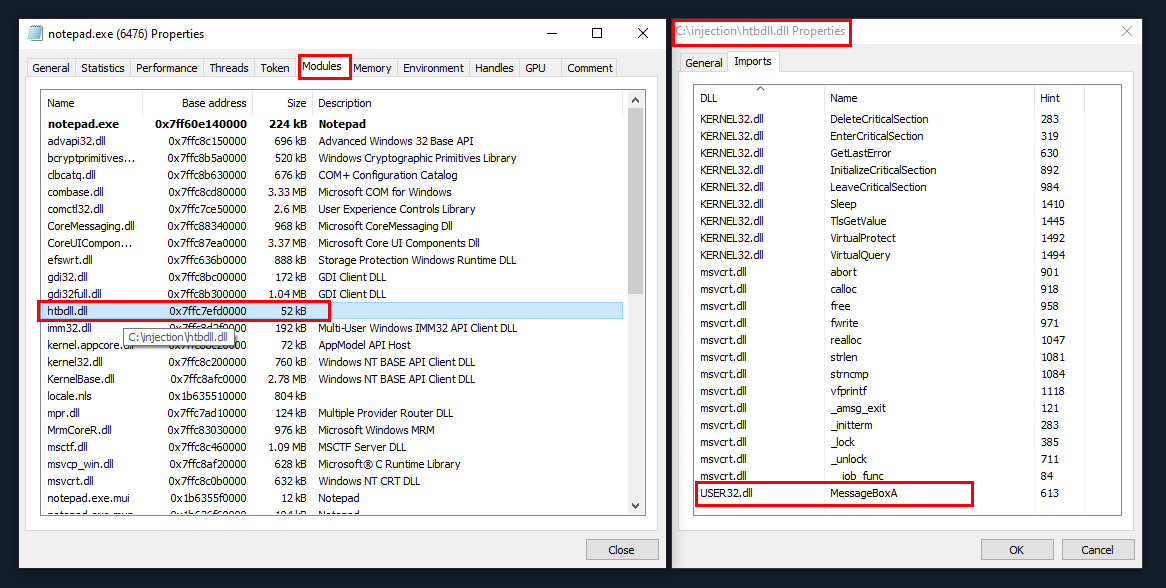 notepad.exe (6476) Properties
General Statistics Performance Threads Token Modules Memory Environment Handles GPU Comment
Name Base address Size Description
notepad.exe 0x7ff60e140000 224 kB Notepad
advapi32.dll 0x7ffc8c150000 696 kB Advanced Windows 32 Base API
bcryptprimitives... 0x7ffc8b5a0000 520 kB Windows Cryptographic Primitives Library
clbcatq.dll 0x7ffc8b630000 676 kB COM+ Configuration Catalog
combase.dll 0x7ffc8cd80000 3.33 MB Microsoft COM for Windows
comctl32.dll 0x7ffc7ce50000 2.6 MB User Experience Controls Library
CoreMessaging.dll 0x7ffc88340000 968 kB Microsoft CoreMessaging Dll
CoreUICompon... 0x7ffc87ea0000 3.37 MB Microsoft Core UI Components Dll
efswrt.dll 0x7ffc636b0000 888 kB Storage Protection Windows Runtime DLL
gdi32.dll 0x7ffc8bc00000 172 kB GDI Client DLL
gdi32full.dll 0x7ffc8b300000 1.04 MB GDI Client DLL
htbdll.dll 0x7ffc7efd0000 52 kB
imm32.dll 192 kB Multi-User Windows IMM32 API Client DLL
C:\injection\htbdll.dll
kernel.appcore.dll 72 kB AppModel API Host
kernel32.dll 0x7ffc8c200000 760 kB Windows NT BASE API Client DLL
KernelBase.dll 0x7ffc8afc0000 2.78 MB Windows NT BASE API Client DLL
locale.nls 0x1b635510000 804 kB
mpr.dll 0x7ffc7ad10000 124 kB Multiple Provider Router DLL
MrmCoreR.dll 0x7ffc83030000 976 kB Microsoft Windows MRM
msctf.dll 0x7ffc8c460000 1.09 MB MSCTF Server DLL
msvcp_win.dll 0x7ffc8af20000 628 kB Microsoft® C Runtime Library
msvcrt.dll 0x7ffc8c0b0000 632 kB Windows NT CRT DLL
notepad.exe.mui 0x1b6355f0000 12 kB Notepad
Close
C:\injection\htbdll.dll Properties
General Imports
DLL Name Hint
KERNEL32.dll DeleteCriticalSection 283
KERNEL32.dll EnterCriticalSection 319
KERNEL32.dll GetLastError 630
KERNEL32.dll InitializeCriticalSection 892
KERNEL32.dll LeaveCriticalSection 984
KERNEL32.dll Sleep 1410
KERNEL32.dll TlsGetValue 1445
KERNEL32.dll VirtualProtect 1492
KERNEL32.dll VirtualQuery 1494
msvcrt.dll abort 901
msvcrt.dll calloc 918
msvcrt.dll free 958
msvcrt.dll fwrite 971
msvcrt.dll realloc 1047
msvcrt.dll strlen 1081
msvcrt.dll strncmp 1084
msvcrt.dll vfprintf 1118
msvcrt.dll _amsg_exit 121
msvcrt.dll _initterm 283
msvcrt.dll _lock 385
msvcrt.dll _unlock 711
msvcrt.dll __iob_func 84
USER32.dll MessageBoxA 613
OK Cancel